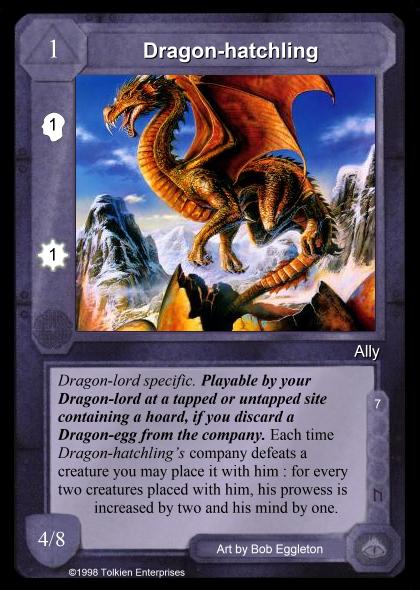 1
Dragon-hatchling
1
1
Ally
Dragon-lord specific. Playable by your
Dragon-lord at a tapped or untapped site
containing a hoard, if you discard a
Dragon-egg from the company. Each time
Dragon-hatchling's company defeats a
creature you may place it with him : for every
two creatures placed with him, his prowess is
increased by two and his mind by one.
7
4/8
Art by Bob Eggleton
©1998 Tolkien Enterprises